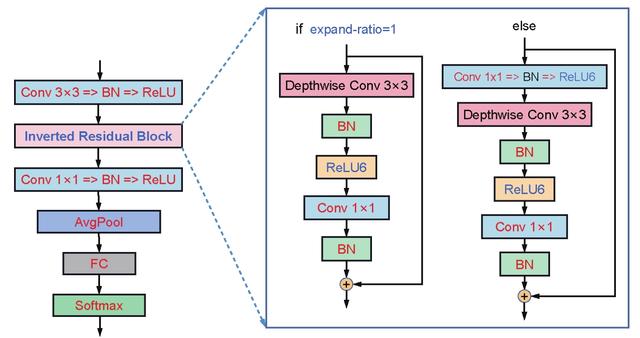 Conv 3×3 => BN => ReLU
Inverted Residual Block
Conv 1×1 => BN => ReLU
AvgPool
FC
Softmax
if expand-ratio=1
Depthwise Conv 3×3
BN
ReLU6
Conv 1×1
BN
+
else
Conv 1x1 => BN => ReLU6
Depthwise Conv 3×3
BN
ReLU6
Conv 1×1
BN
+